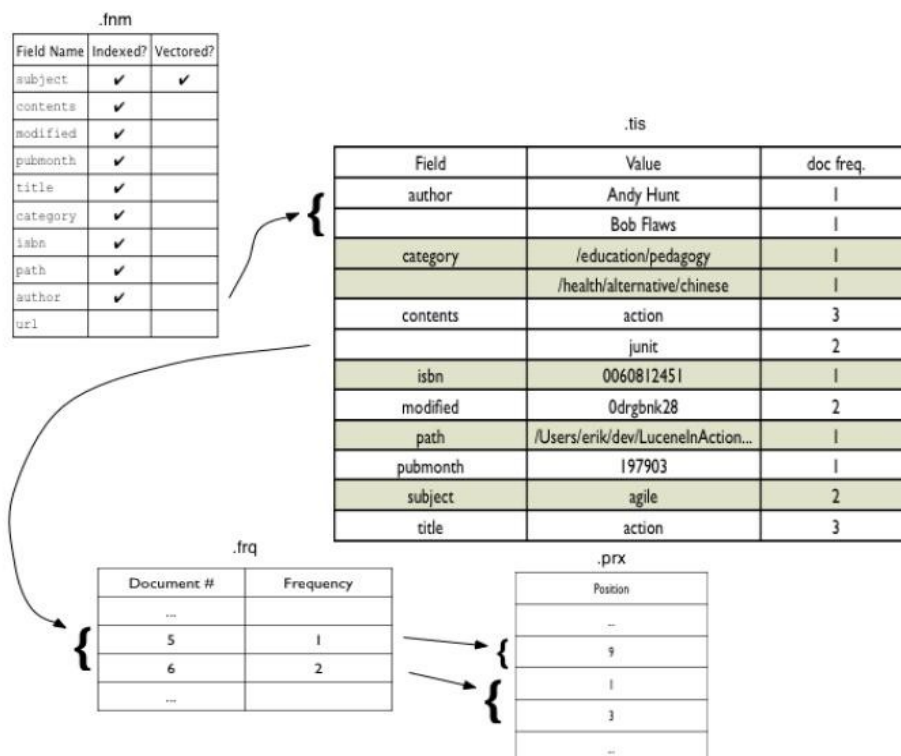 .fnm
Field Name Indexed? Vectored?
subject ✔ ✔
contents ✔
modified ✔
pubmonth ✔
title ✔
category ✔
isbn ✔
path ✔
author ✔
url
.tis
Field Value doc freq.
author Andy Hunt 1
Bob Flaws 1
category /education/pedagogy 1
/health/alternative/chinese 1
contents action 3
junit 2
isbn 0060812451 1
modified 0drgbnk28 2
path /Users/erik/dev/LuceneInAction... 1
pubmonth 197903 1
subject agile 2
title action 3
.frq
Document # Frequency
...
5 1
6 2
...
.prx
Position
...
9
1
3
...